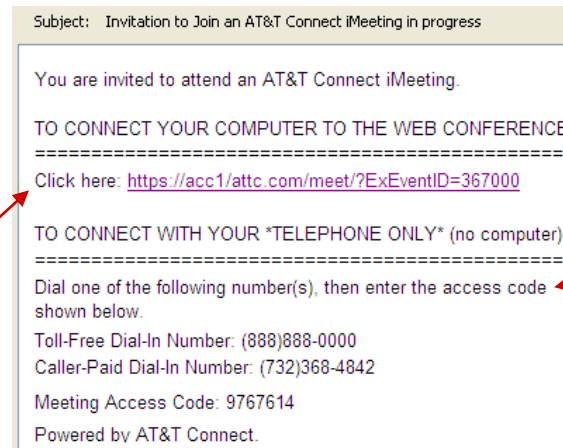 Subject: Invitation to Join an AT&T Connect iMeeting in progress
You are invited to attend an AT&T Connect iMeeting.
TO CONNECT YOUR COMPUTER TO THE WEB CONFERENCE
================================================
Click here: https://acc1/attc.com/meet/?ExEventID=367000
TO CONNECT WITH YOUR *TELEPHONE ONLY* (no computer)
================================================
Dial one of the following number(s), then enter the access code
shown below.
Toll-Free Dial-In Number: (888)888-0000
Caller-Paid Dial-In Number: (732)368-4842
Meeting Access Code: 9767614
Powered by AT&T Connect.